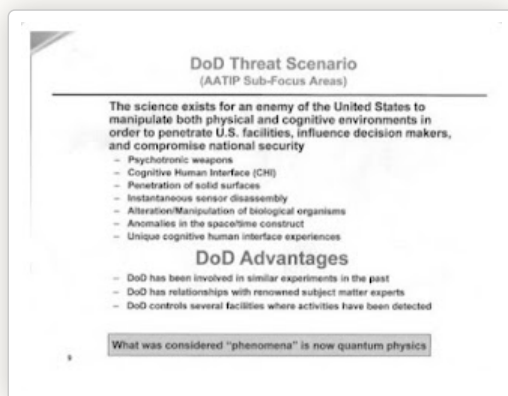 DoD Threat Scenario
(AATIP Sub-Focus Areas)
The science exists for an enemy of the United States to
manipulate both physical and cognitive environments in
order to penetrate U.S. facilities, influence decision makers,
and compromise national security
– Psychotronic weapons
– Cognitive Human Interface (CHI)
– Penetration of solid surfaces
– Instantaneous sensor disassembly
– Alteration/Manipulation of biological organisms
– Anomalies in the space/time construct
– Unique cognitive human interface experiences
DoD Advantages
– DoD has been involved in similar experiments in the past
– DoD has relationships with renowned subject matter experts
– DoD controls several facilities where activities have been detected
What was considered "phenomena" is now quantum physics
9